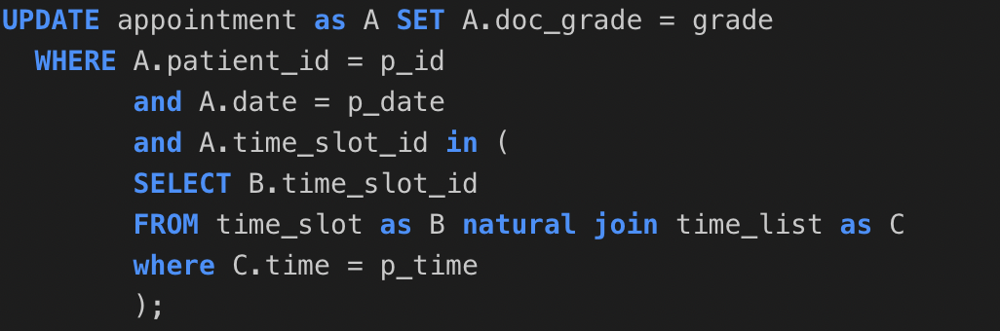 UPDATE appointment as A SET A.doc_grade = grade
WHERE A.patient_id = p_id
and A.date = p_date
and A.time_slot_id in (
SELECT B.time_slot_id
FROM time_slot as B natural join time_list as C
where C.time = p_time
);